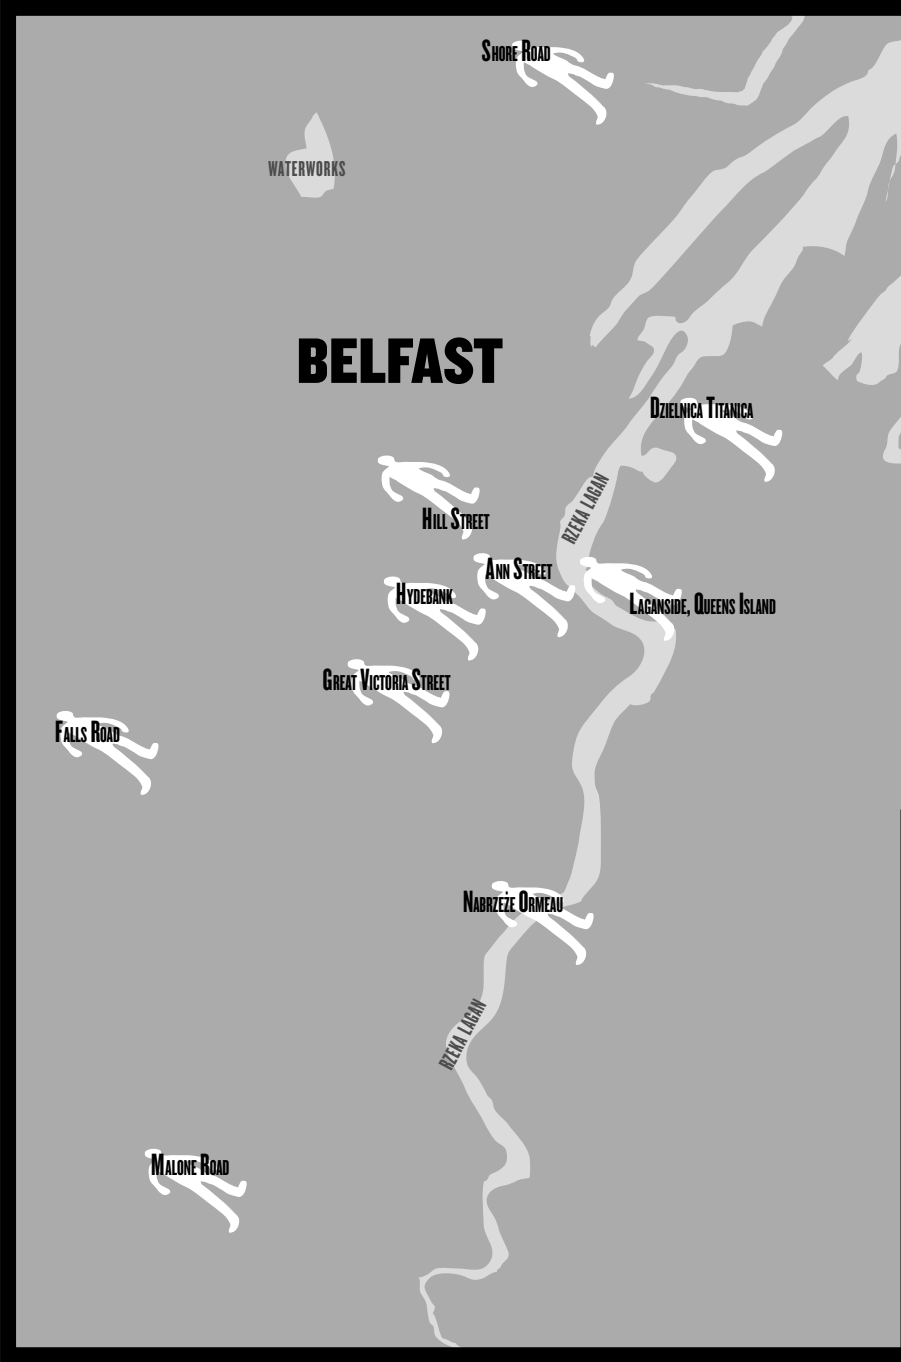 Shore Road
WATERWORKS
BELFAST
Dzielnica Titanica
RZEKA LAGAN
Hill Street
Ann Street
Hydebank
Laganside, Queens Island
Great Victoria Street
Falls Road
Nabrzeże Ormeau
RZEKA LAGAN
Malone Road